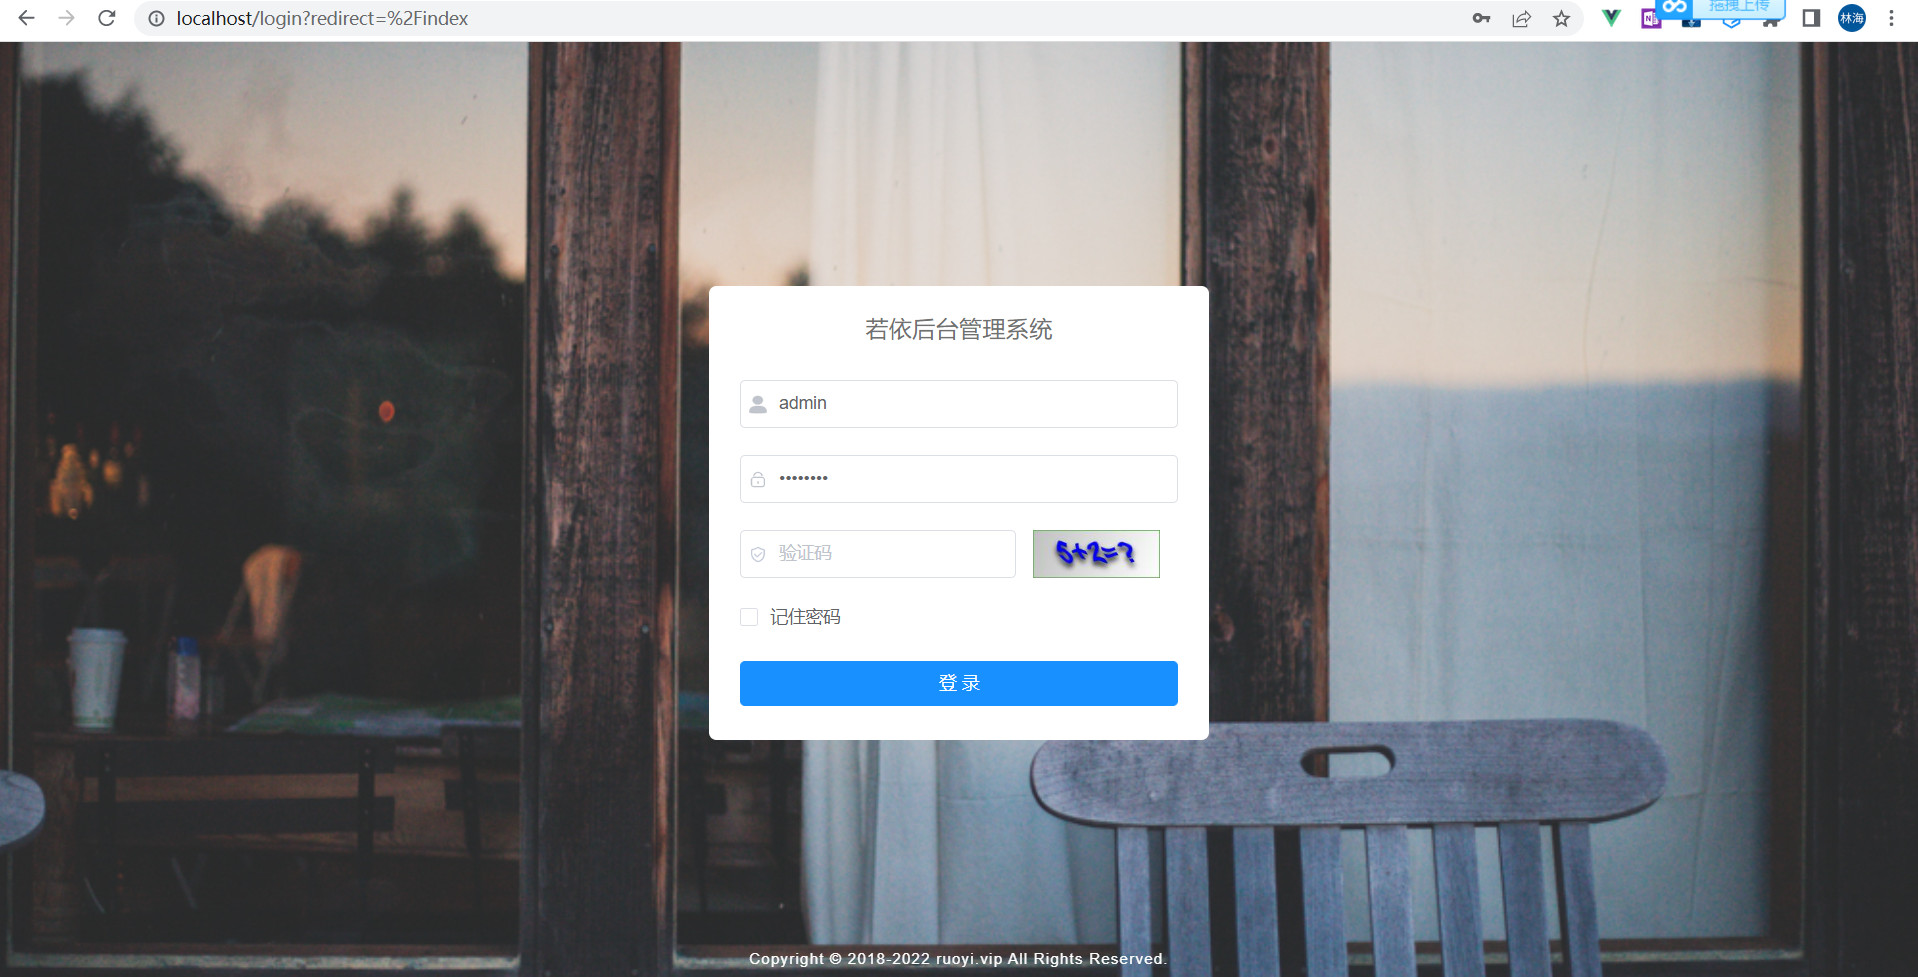 localhost/login?redirect=%2Findex
拖拽上传
林海
若依后台管理系统
admin
••••••••
验证码
5+2=?
记住密码
登 录
Copyright © 2018-2022 ruoyi.vip All Rights Reserved.